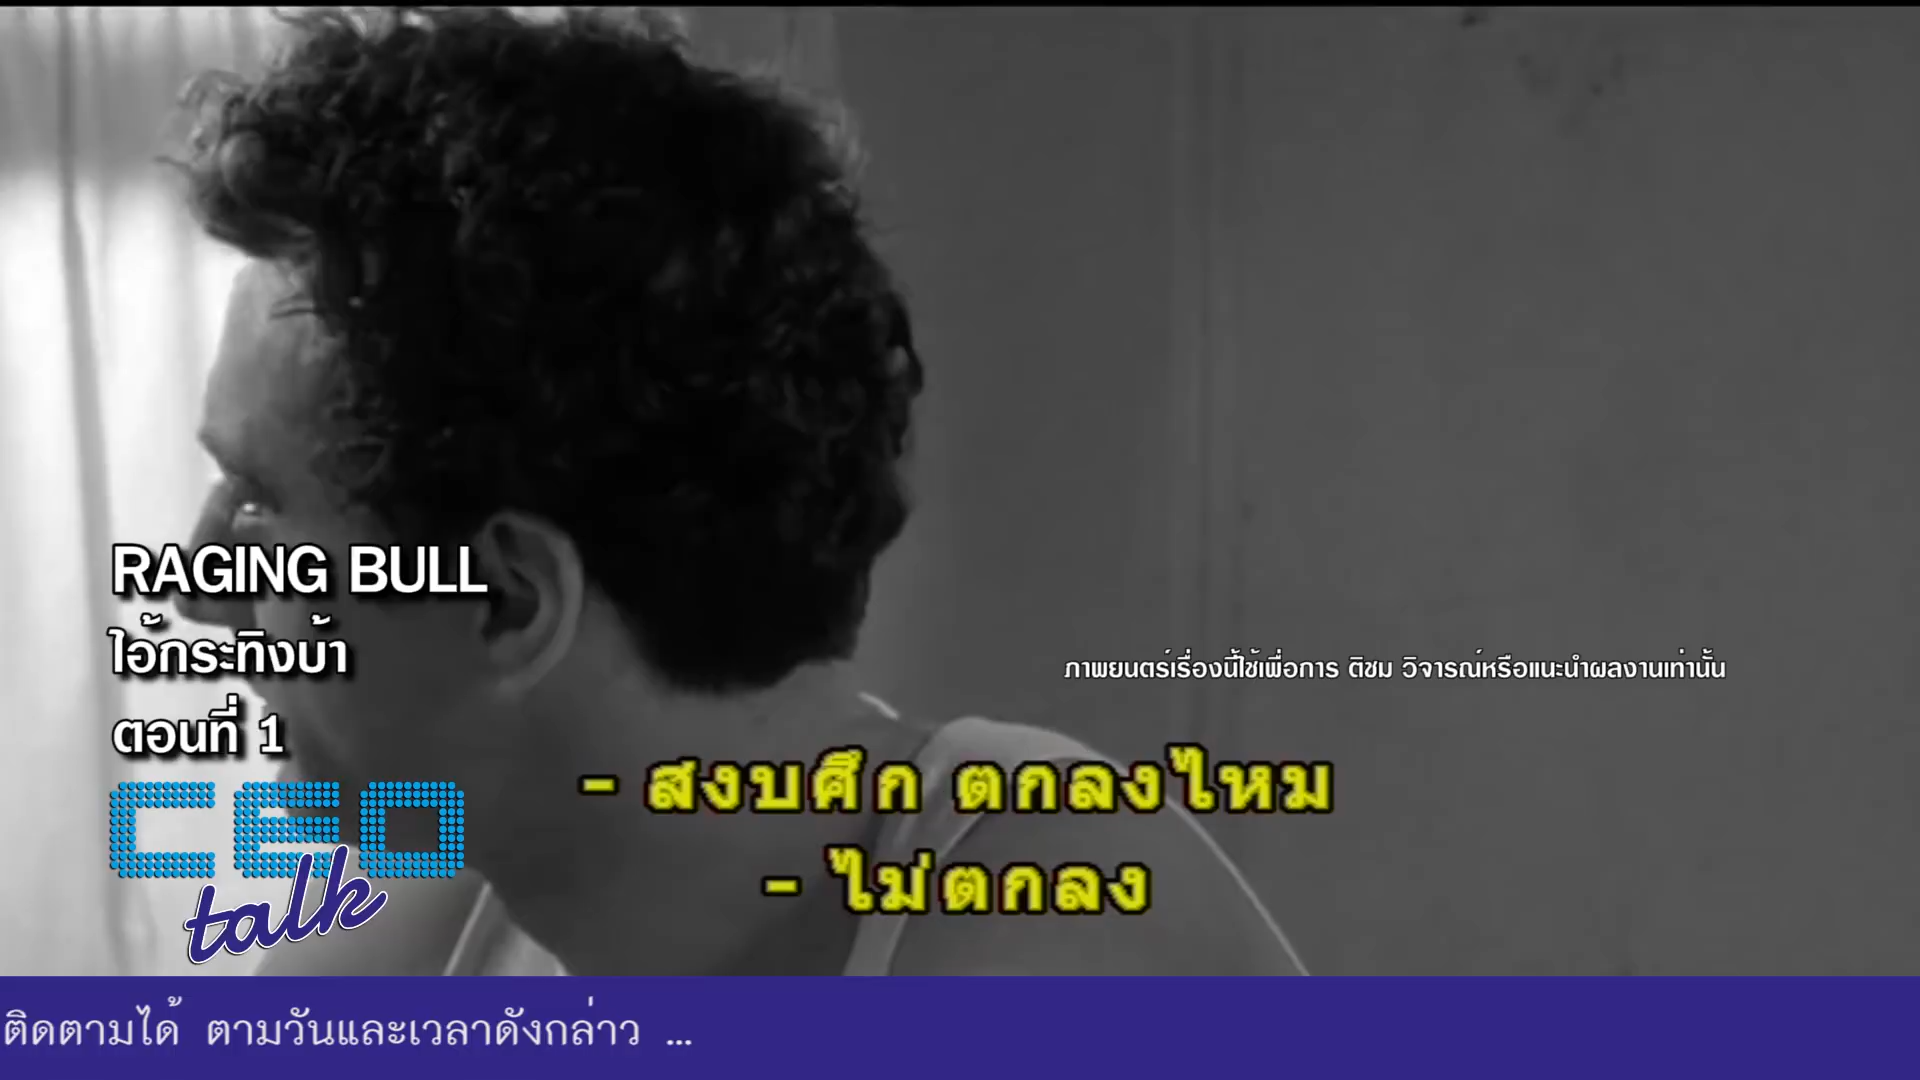 RAGING BULL
ไอ้กระทิงบ้า
ตอนที่ 1
ภาพยนตร์เรื่องนี้ใช้เพื่อการ ติชม วิจารณ์หรือแนะนำผลงานเท่านั้น
- สงบศึก ตกลงไหม
- ไม่ตกลง
CEO
talk
ติดตามได้ ตามวันและเวลาดังกล่าว ...